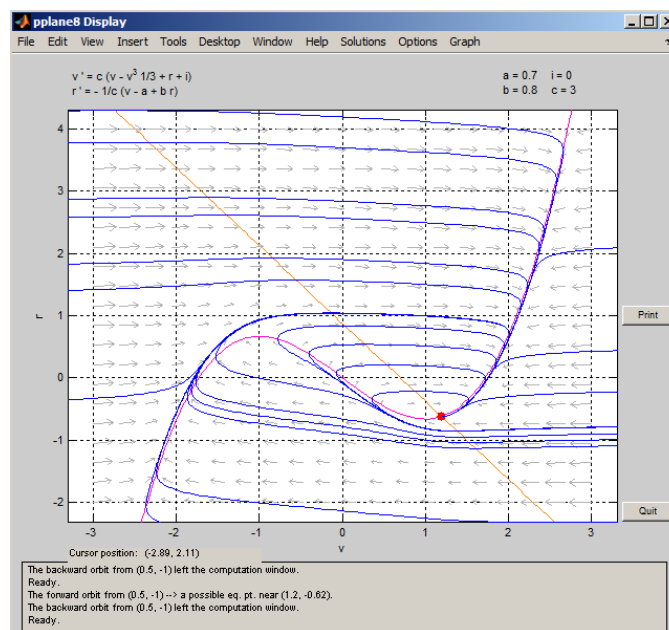 pplane8 Display
File Edit View Insert Tools Desktop Window Help Solutions Options Graph
v ' = c (v - v³ 1/3 + r + i)
r ' = - 1/c (v - a + b r)
a = 0.7 i = 0
b = 0.8 c = 3
4
3
2
1
0
-1
-2
r
-3 -2 -1 0 1 2 3
v
Print
Quit
Cursor position: (-2.89, 2.11)
The backward orbit from (0.5, -1) left the computation window.
Ready.
The forward orbit from (0.5, -1) --> a possible eq. pt. near (1.2, -0.62).
The backward orbit from (0.5, -1) left the computation window.
Ready.